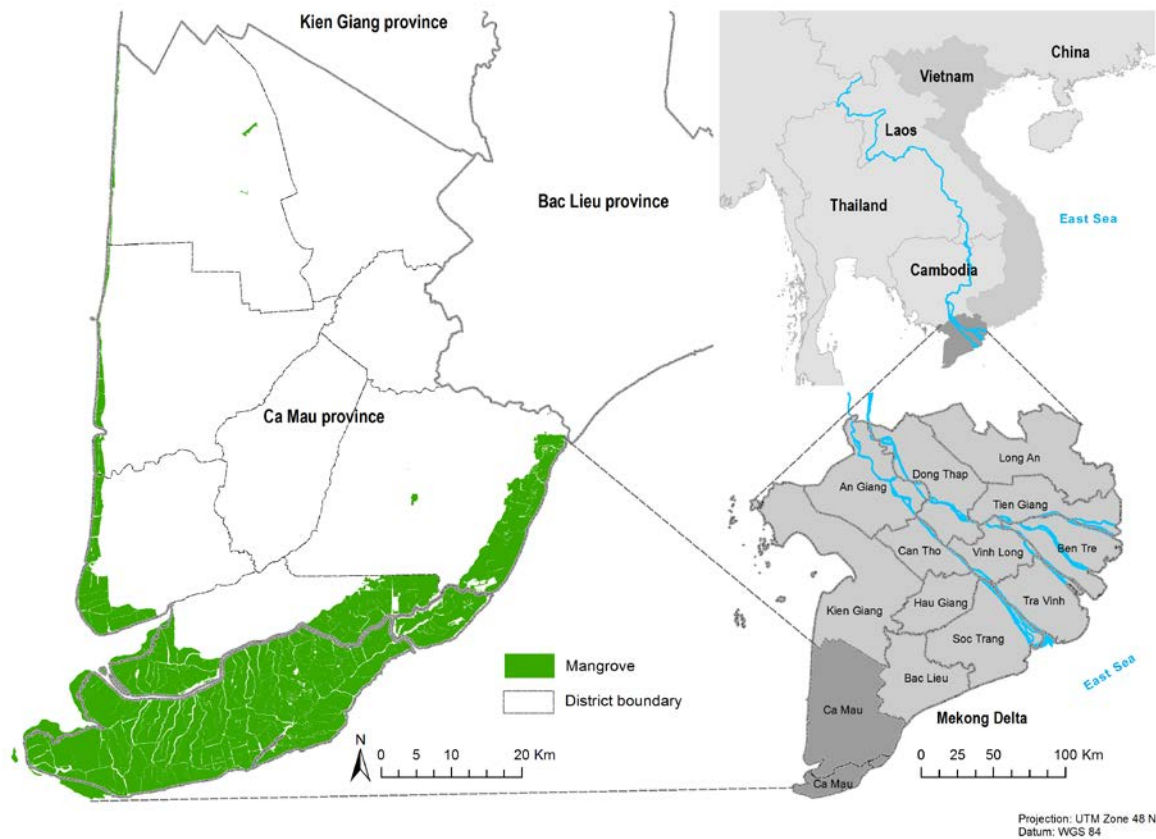 Kien Giang province
Bac Lieu province
Ca Mau province
Mangrove
District boundary
N
0 5 10 20 Km
China
Vietnam
Laos
Thailand
East Sea
Cambodia
Long An
Dong Thap
An Giang
Tien Giang
Can Tho
Vinh Long
Ben Tre
Kien Giang
Hau Giang
Tra Vinh
Soc Trang
Bac Lieu
East Sea
Ca Mau
Mekong Delta
Ca Mau
0 25 50 100 Km
Projection: UTM Zone 48 N
Datum: WGS 84